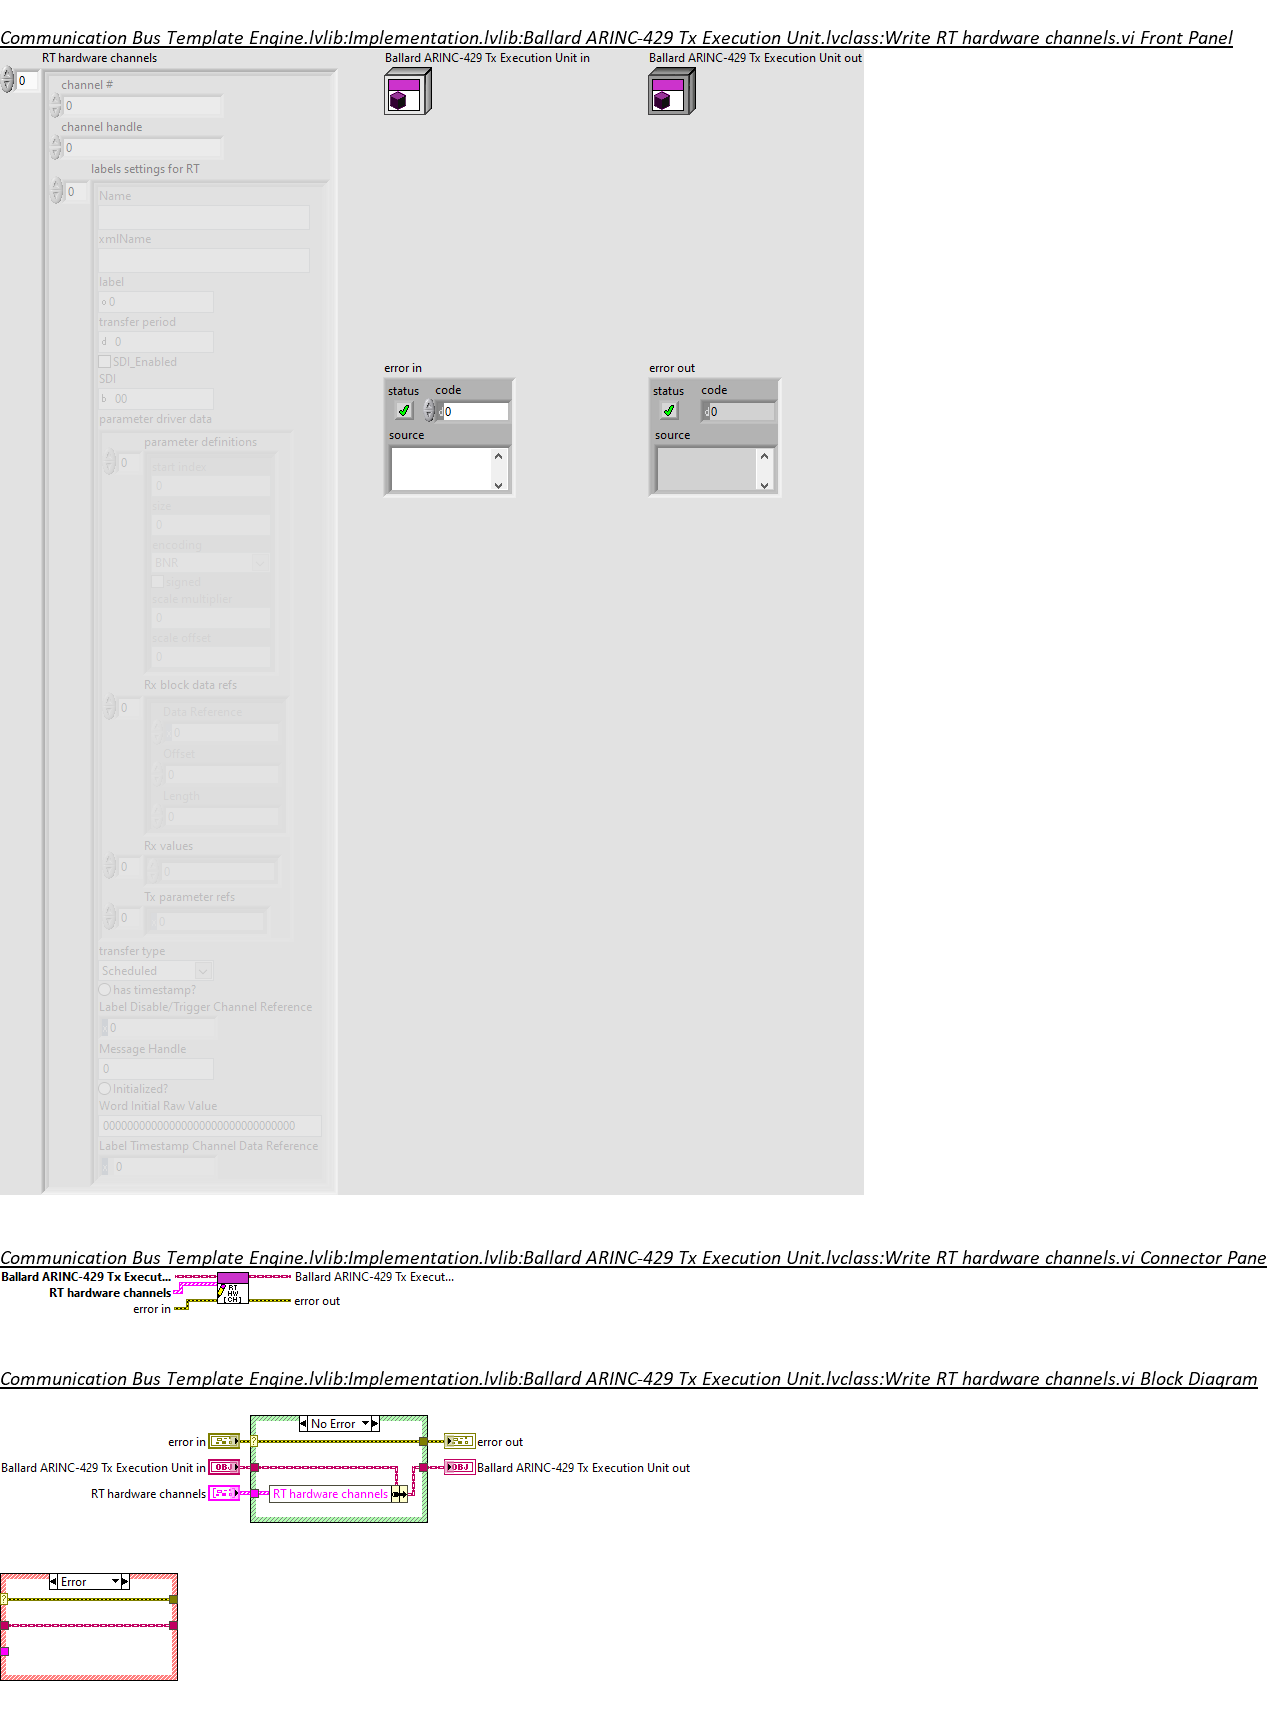 Communication Bus Template Engine.lvlib:Implementation.lvlib:Ballard ARINC-429 Tx Execution Unit.lvclass:Write RT hardware channels.vi Front Panel
RT hardware channels
Ballard ARINC-429 Tx Execution Unit in
Ballard ARINC-429 Tx Execution Unit out
0
channel #
0
channel handle
0
labels settings for RT
0
Name
xmlName
label
o 0
transfer period
d 0
SDI_Enabled
SDI
b 00
parameter driver data
parameter definitions
0
start index
0
size
0
encoding
BNR
signed
scale multiplier
0
scale offset
0
Rx block data refs
0
Data Reference
0
Offset
0
Length
0
Rx values
0
0
Tx parameter refs
0
0
transfer type
Scheduled
has timestamp?
Label Disable/Trigger Channel Reference
0
Message Handle
0
Initialized?
Word Initial Raw Value
00000000000000000000000000000000
Label Timestamp Channel Data Reference
0
error in
status code
d 0
source
error out
status code
d 0
source
Communication Bus Template Engine.lvlib:Implementation.lvlib:Ballard ARINC-429 Tx Execution Unit.lvclass:Write RT hardware channels.vi Connector Pane
Ballard ARINC-429 Tx Execut...
RT hardware channels
error in
RT
HW
[CH]
Ballard ARINC-429 Tx Execut...
error out
Communication Bus Template Engine.lvlib:Implementation.lvlib:Ballard ARINC-429 Tx Execution Unit.lvclass:Write RT hardware channels.vi Block Diagram
No Error
error in
?
error out
Ballard ARINC-429 Tx Execution Unit in
OBJ
OBJ
Ballard ARINC-429 Tx Execution Unit out
RT hardware channels
RT hardware channels
Error
?